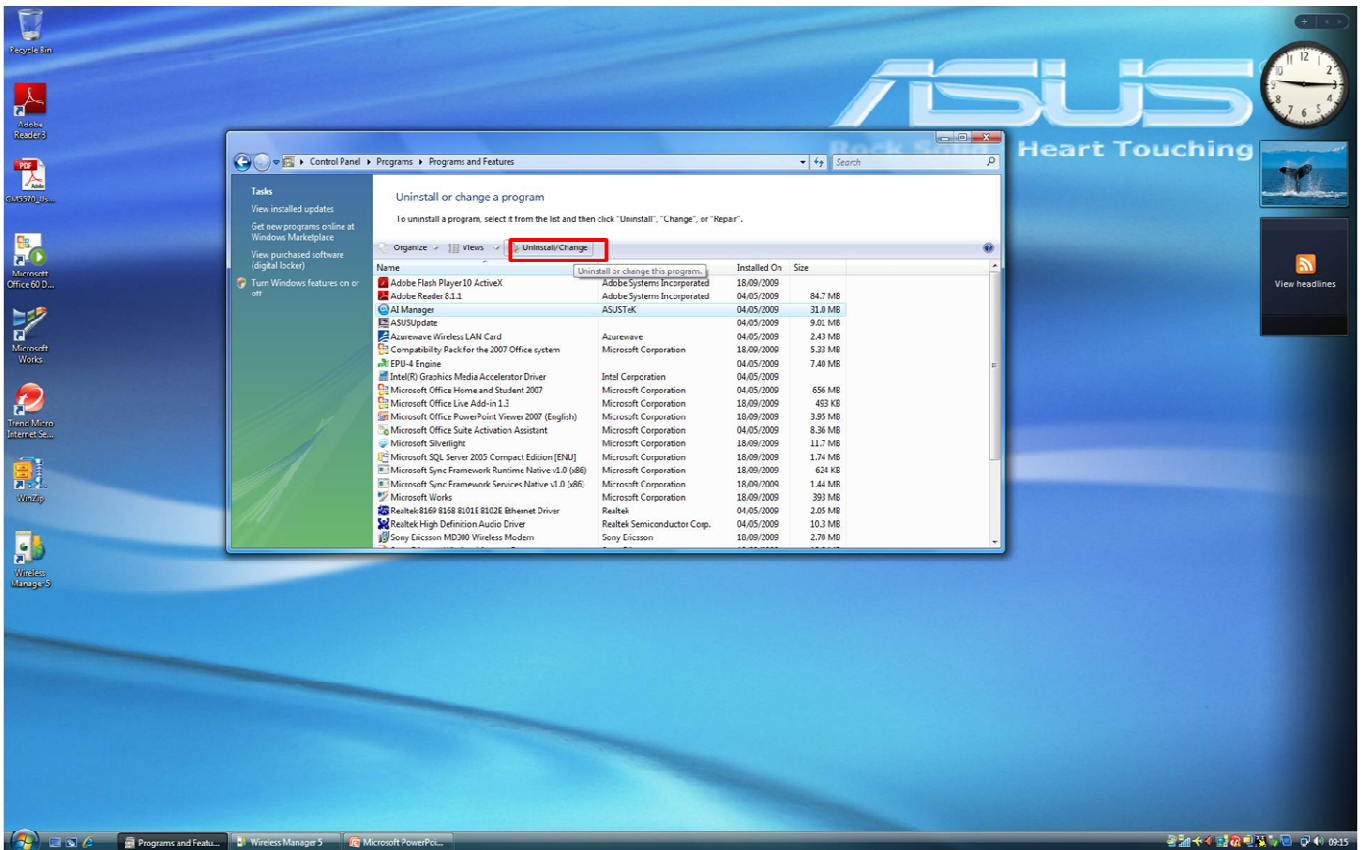 Recycle Bin
Adobe
Reader 8
PDF
Adobe
Microsoft
Office 60 D...
Microsoft
Works
Trend Micro
Internet Se...
WinZip
Wireless
Manager 5
ASUS
Rock Solid Heart Touching
Control Panel Programs Programs and Features
Search
Tasks
View installed updates
Get new programs online at
Windows Marketplace
View purchased software
(digital locker)
Turn Windows features on or
off
Uninstall or change a program
To uninstall a program, select it from the list and then click "Uninstall", "Change", or "Repair".
Organize Views Uninstall/Change
Name Installed On Size
Uninstall or change this program.
Adobe Flash Player 10 ActiveX Adobe Systems Incorporated 18/09/2009
Adobe Reader 8.1.1 Adobe Systems Incorporated 04/05/2009 84.7 MB
AI Manager ASUSTeK 04/05/2009 31.0 MB
ASUSUpdate 04/05/2009 9.01 MB
Azurewave Wireless LAN Card Azurewave 04/05/2009 2.43 MB
Compatibility Pack for the 2007 Office system Microsoft Corporation 18/09/2009 5.33 MB
EPU-4 Engine 04/05/2009 7.40 MB
Intel(R) Graphics Media Accelerator Driver Intel Corporation 04/05/2009
Microsoft Office Home and Student 2007 Microsoft Corporation 18/09/2009 656 MB
Microsoft Office Live Add-in 1.3 Microsoft Corporation 04/05/2009 493 KB
Microsoft Office PowerPoint Viewer 2007 (English) Microsoft Corporation 04/05/2009 3.95 MB
Microsoft Office Suite Activation Assistant Microsoft Corporation 04/05/2009 8.36 MB
Microsoft Silverlight Microsoft Corporation 18/09/2009 11.7 MB
Microsoft SQL Server 2005 Compact Edition [ENU] Microsoft Corporation 18/09/2009 1.74 MB
Microsoft Sync Framework Runtime Native v1.0 (x86) Microsoft Corporation 18/09/2009 624 KB
Microsoft Sync Framework Services Native v1.0 (x86) Microsoft Corporation 18/09/2009 1.44 MB
Microsoft Works Microsoft Corporation 18/09/2009 393 MB
Realtek 8169 8168 8101E 8102E Ethernet Driver Realtek 04/05/2009 2.05 MB
Realtek High Definition Audio Driver Realtek Semiconductor Corp. 04/05/2009 10.3 MB
Sony Ericsson MD300 Wireless Modem Sony Ericsson 18/09/2009 2.70 MB
View headlines
Programs and Featu... Wireless Manager 5 Microsoft PowerPoi... 09:15